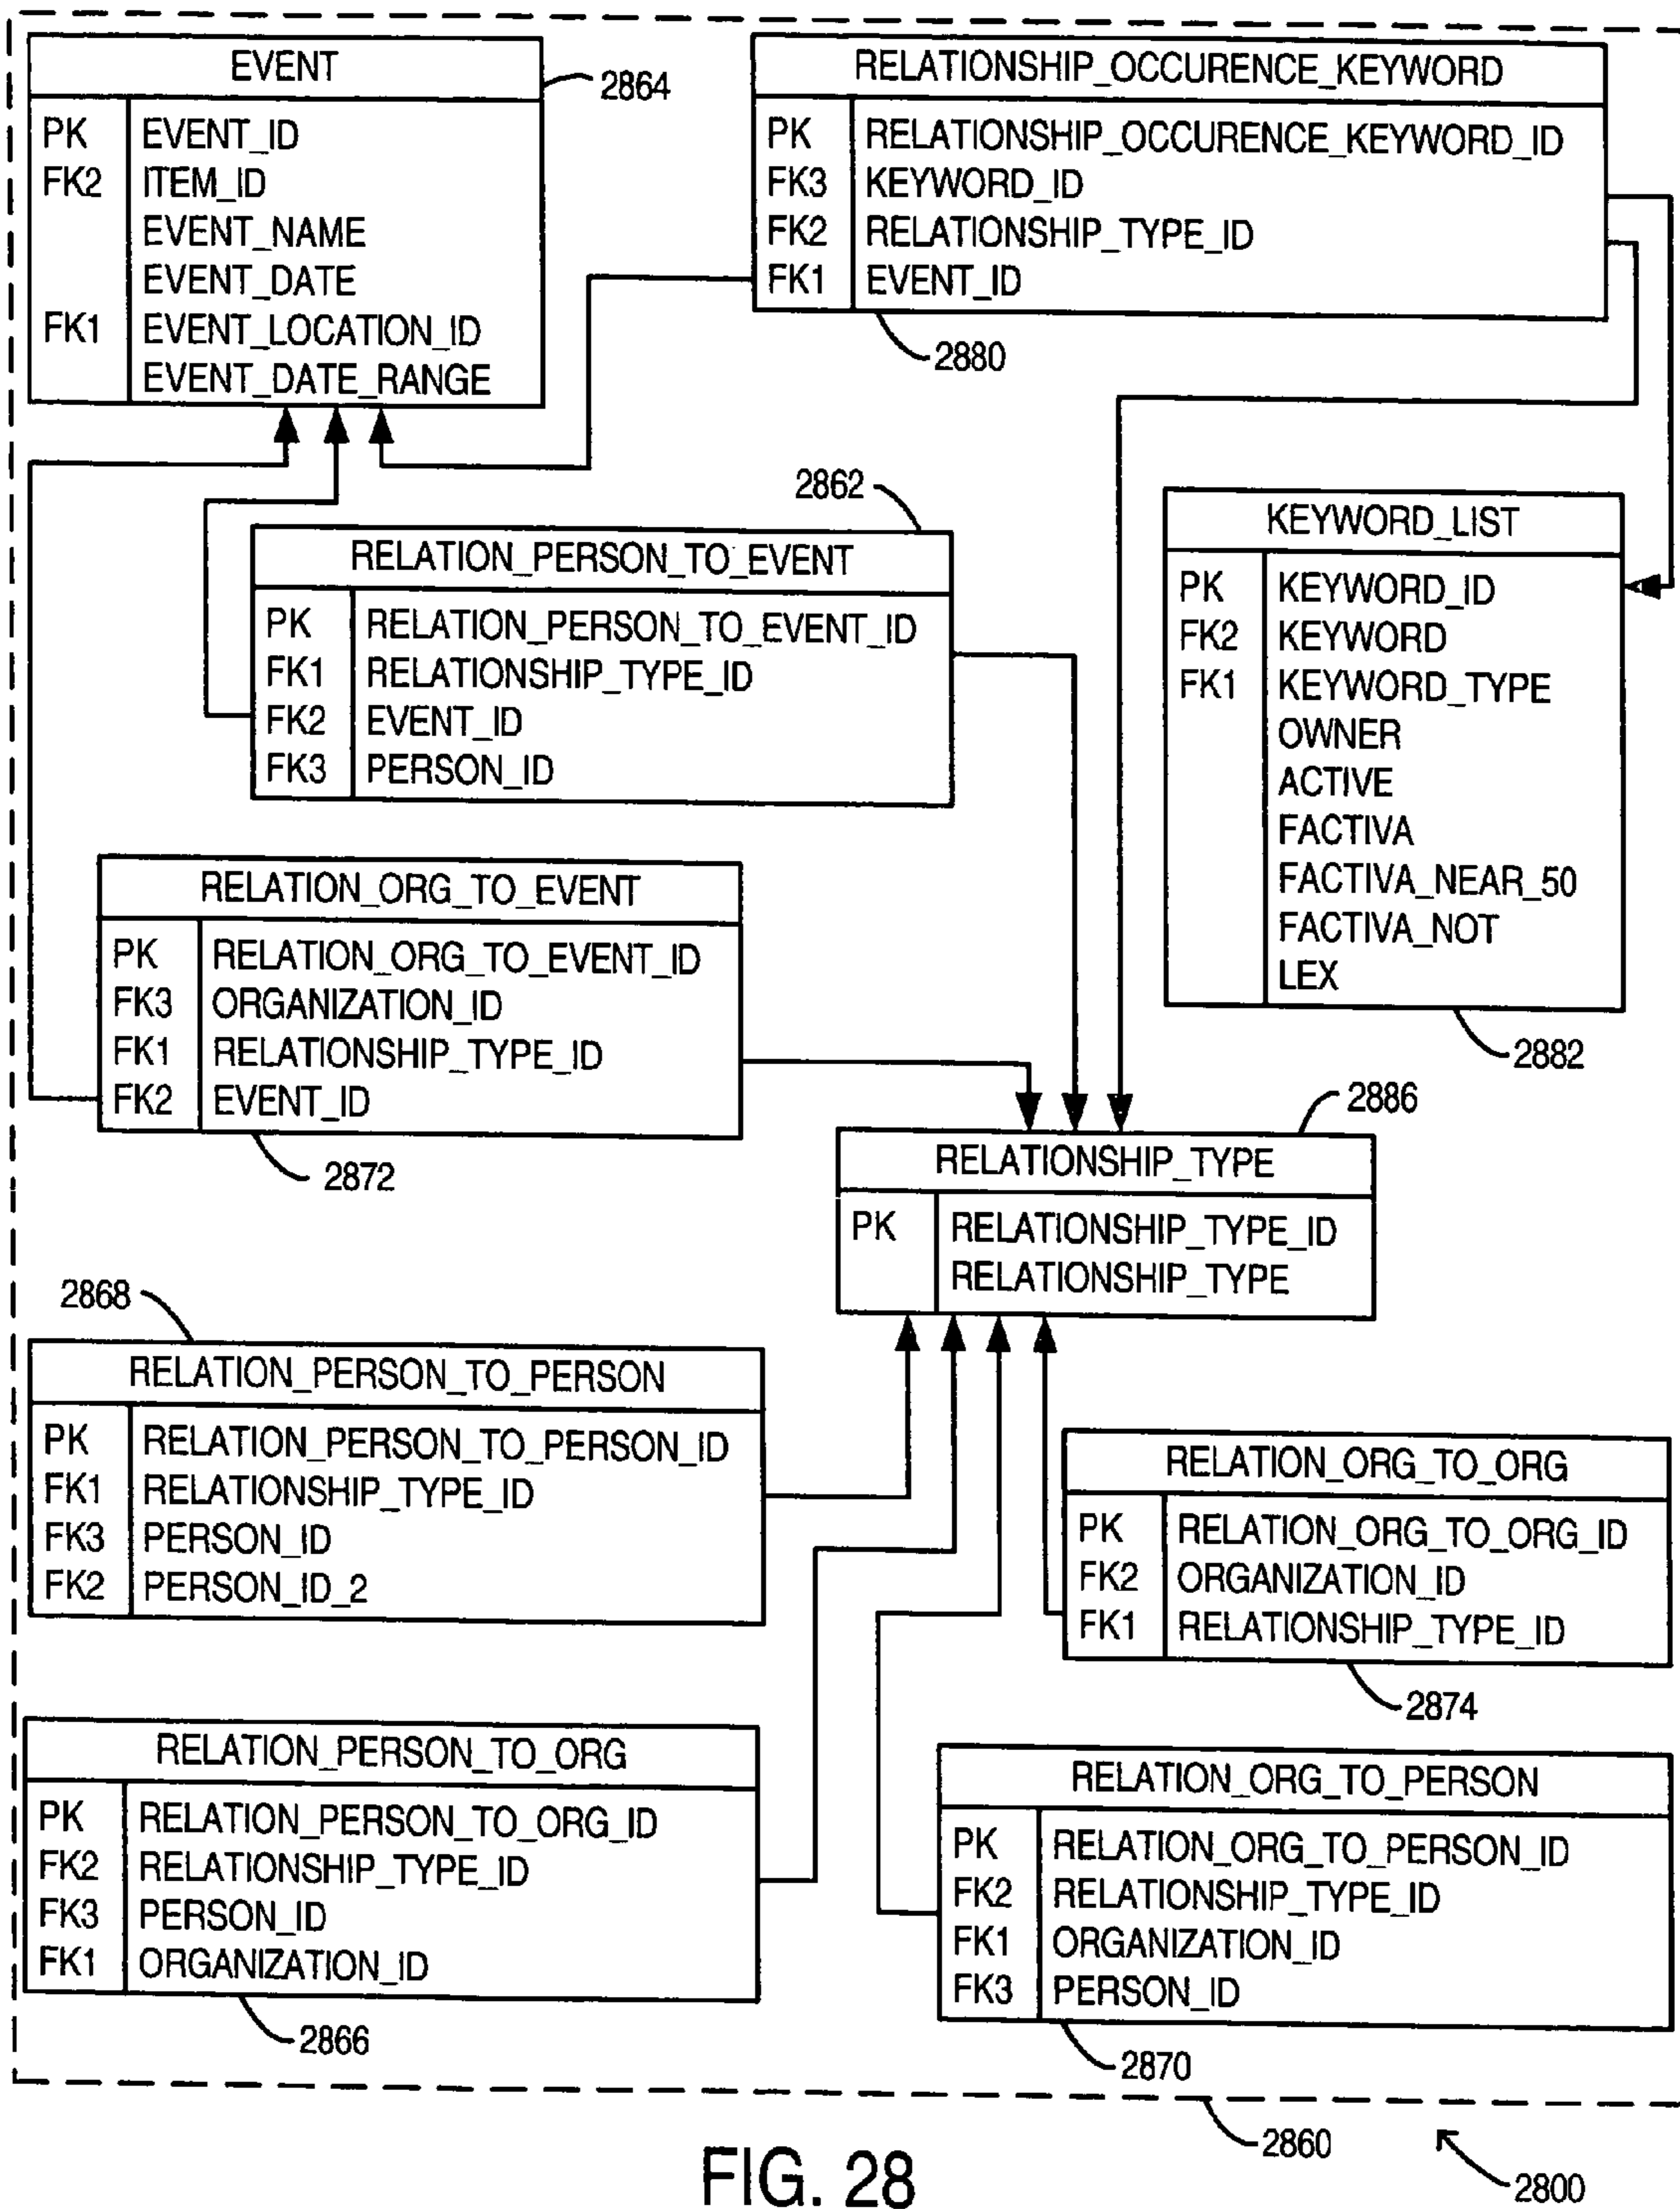 EVENT
2864
PK EVENT_ID
FK2 ITEM_ID
EVENT_NAME
EVENT_DATE
FK1 EVENT_LOCATION_ID
EVENT_DATE_RANGE
RELATIONSHIP_OCCURENCE_KEYWORD
PK RELATIONSHIP_OCCURENCE_KEYWORD_ID
FK3 KEYWORD_ID
FK2 RELATIONSHIP_TYPE_ID
FK1 EVENT_ID
2880
2862
RELATION_PERSON_TO_EVENT
PK RELATION_PERSON_TO_EVENT_ID
FK1 RELATIONSHIP_TYPE_ID
FK2 EVENT_ID
FK3 PERSON_ID
KEYWORD_LIST
PK KEYWORD_ID
FK2 KEYWORD
FK1 KEYWORD_TYPE
OWNER
ACTIVE
FACTIVA
FACTIVA_NEAR_50
FACTIVA_NOT
LEX
2882
RELATION_ORG_TO_EVENT
PK RELATION_ORG_TO_EVENT_ID
FK3 ORGANIZATION_ID
FK1 RELATIONSHIP_TYPE_ID
FK2 EVENT_ID
2872
2886
RELATIONSHIP_TYPE
PK RELATIONSHIP_TYPE_ID
RELATIONSHIP_TYPE
2868
RELATION_PERSON_TO_PERSON
PK RELATION_PERSON_TO_PERSON_ID
FK1 RELATIONSHIP_TYPE_ID
FK3 PERSON_ID
FK2 PERSON_ID_2
RELATION_ORG_TO_ORG
PK RELATION_ORG_TO_ORG_ID
FK2 ORGANIZATION_ID
FK1 RELATIONSHIP_TYPE_ID
2874
RELATION_PERSON_TO_ORG
PK RELATION_PERSON_TO_ORG_ID
FK2 RELATIONSHIP_TYPE_ID
FK3 PERSON_ID
FK1 ORGANIZATION_ID
2866
RELATION_ORG_TO_PERSON
PK RELATION_ORG_TO_PERSON_ID
FK2 RELATIONSHIP_TYPE_ID
FK1 ORGANIZATION_ID
FK3 PERSON_ID
2870
2860
2800
FIG. 28